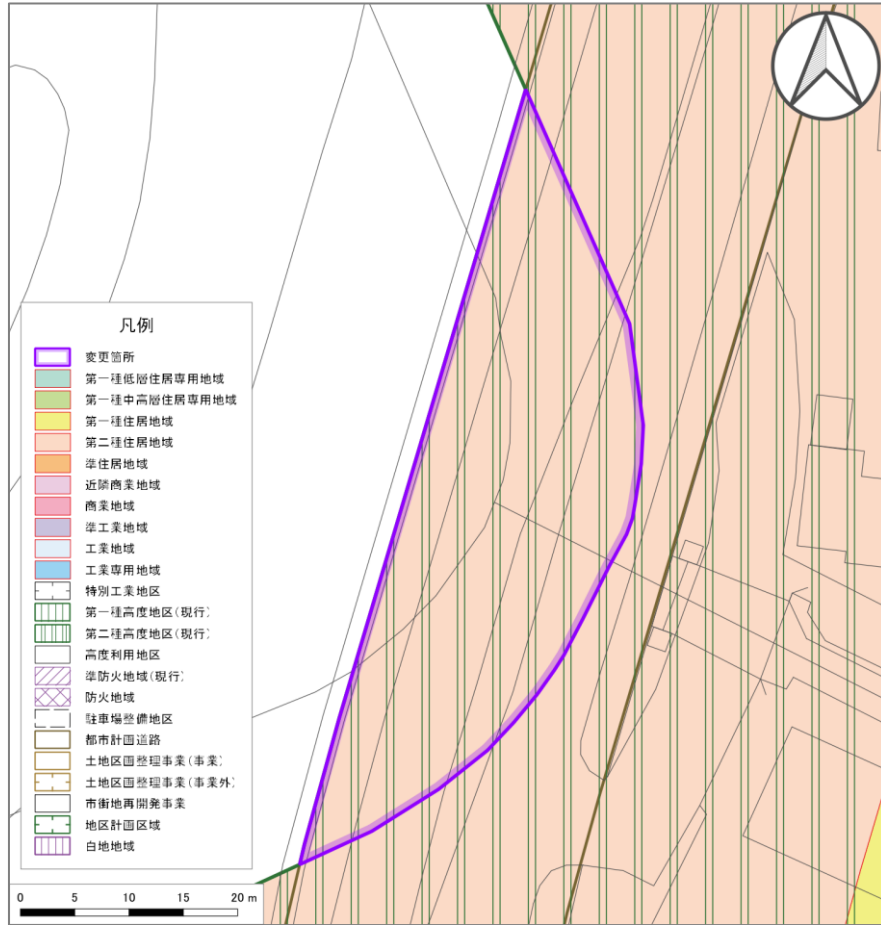 凡例
変更箇所
第一種低層住居専用地域
第一種中高層住居専用地域
第一種住居地域
第二種住居地域
準住居地域
近隣商業地域
商業地域
準工業地域
工業地域
工業専用地域
特別工業地区
第一種高度地区(現行)
第二種高度地区(現行)
高度利用地区
準防火地域(現行)
防火地域
駐車場整備地区
都市計画道路
土地区画整理事業(事業)
土地区画整理事業(事業外)
市街地再開発事業
地区計画区域
白地地域
0 5 10 15 20 m